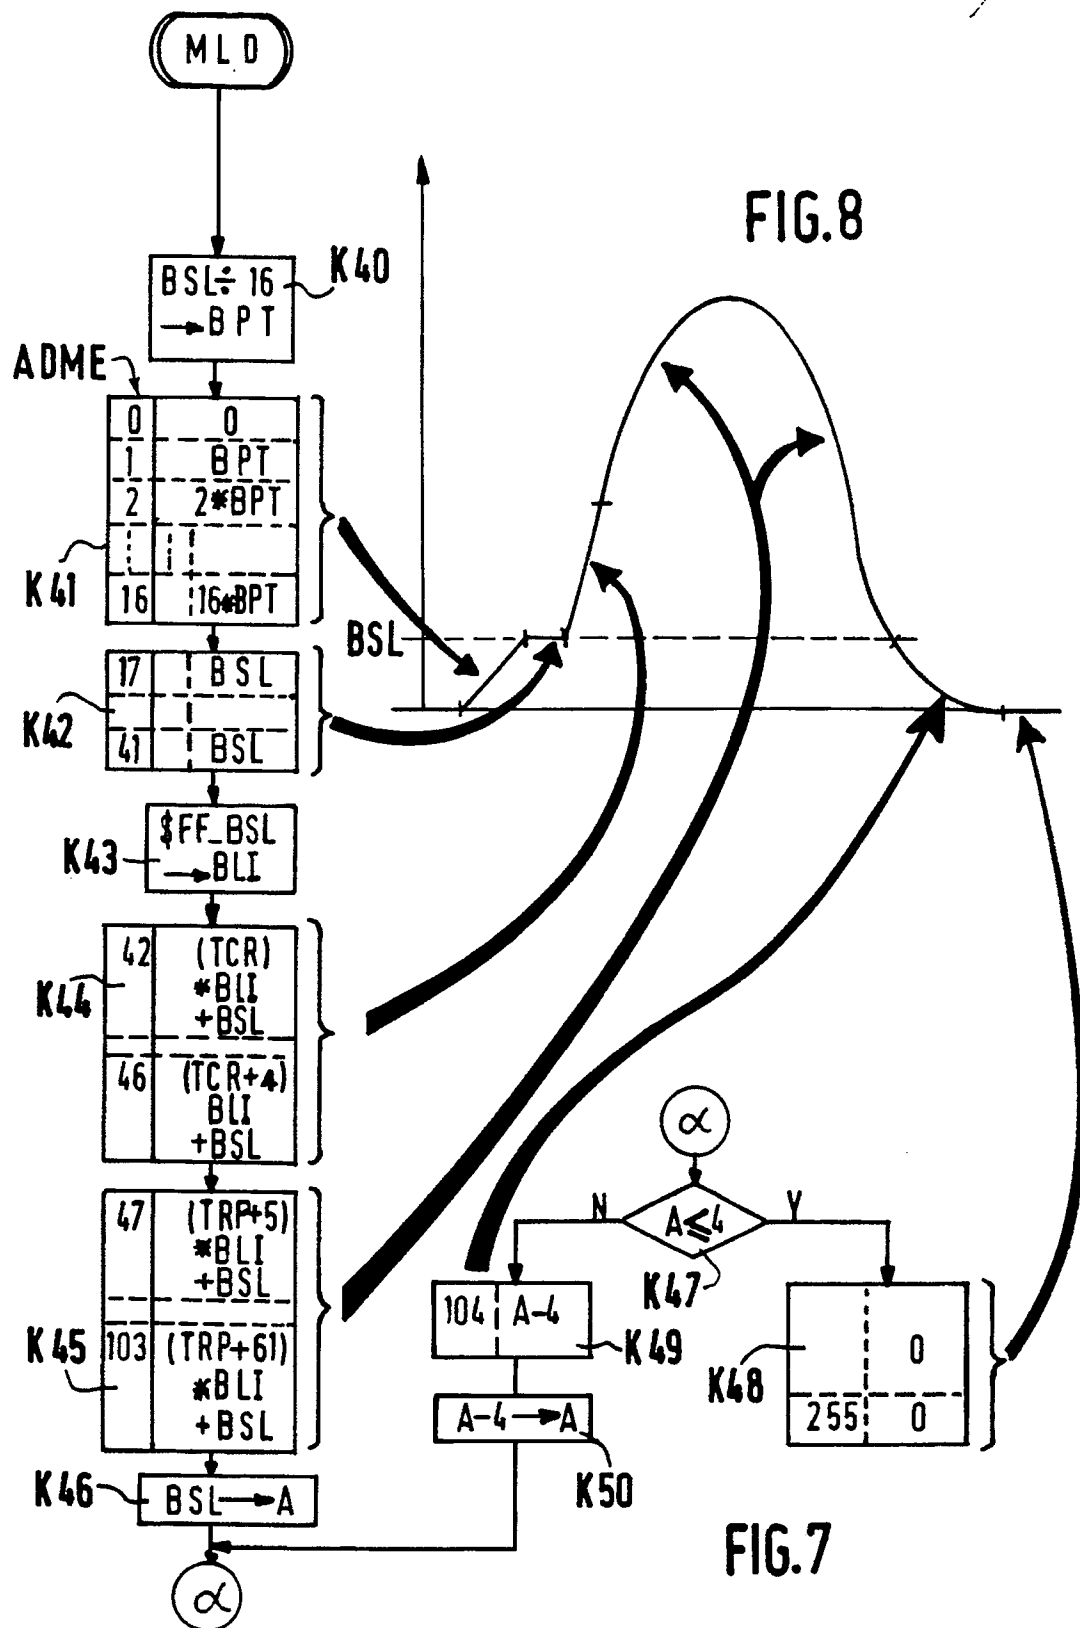 MLD
FIG.8
BSL÷16
→BPT
K40
ADME
0 0
1 BPT
2 2*BPT
16 16*BPT
K41
BSL
17 BSL
41 BSL
K42
$FF_BSL
→BLI
K43
42 (TCR)
*BLI
+BSL
46 (TCR+4)
BLI
+BSL
K44
47 (TRP+5)
*BLI
+BSL
103 (TRP+61)
*BLI
+BSL
K45
BSL→A
K46
α
α
A≤4
N
Y
K47
104 A-4
K49
A-4→A
K50
0
255 0
K48
FIG.7